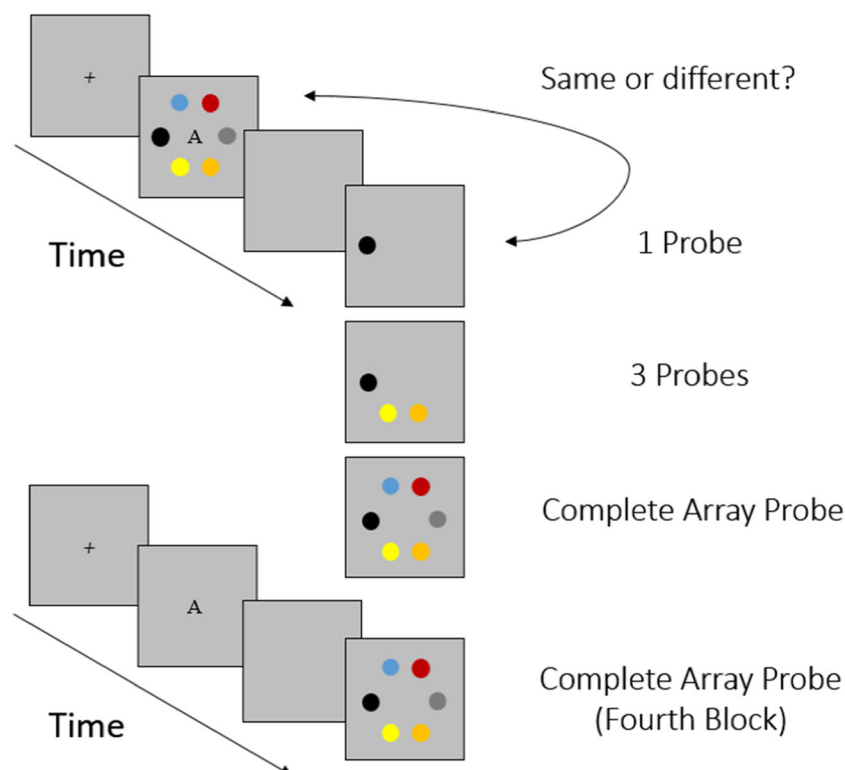 +
Same or different?
A
1 Probe
Time
3 Probes
Complete Array Probe
+
A
Complete Array Probe
(Fourth Block)
Time